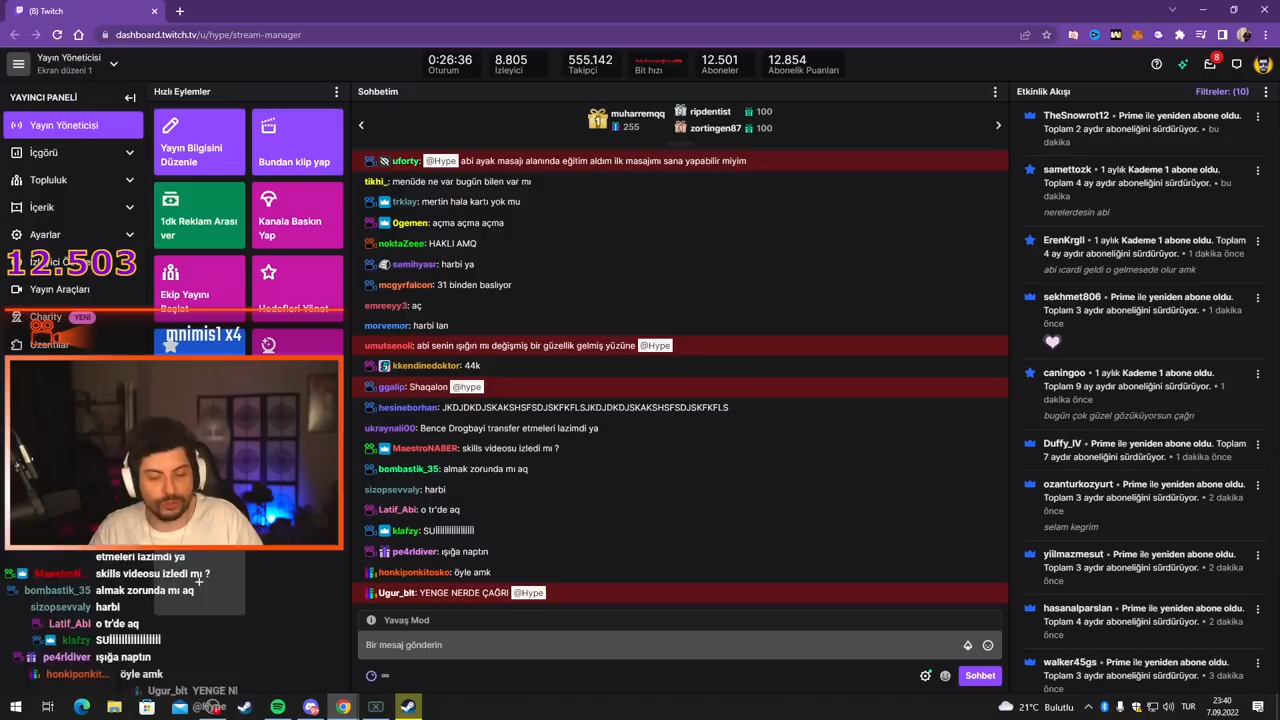 (8) Twitch
dashboard.twitch.tv/u/hype/stream-manager
Yayın Yöneticisi
Ekran düzeni 1
0:26:36
Oturum
8.805
İzleyici
555.142
Takipçi
Bit hızı
12.501
Aboneler
12.854
Abonelik Puanları
8
YAYINCI PANELİ
Yayın Yöneticisi
İçgörü
Topluluk
İçerik
Ayarlar
12.503
Yayın Araçları
Charity YENİ
Uzantılar
Hızlı Eylemler
Yayın Bilgisini
Düzenle
Bundan klip yap
1dk Reklam Arası
ver
Kanala Baskın
Yap
Ekip Yayını
Başlat
Hedefleri Yönet
mnimis1 x4
etmeleri lazimdi ya
MaestroN... skills videosu izledi mı ?
bombastik_35 almak zorunda mı aq
sizopsevvaly harbi
Latif_Abi o tr'de aq
klafzy SUİİİİİİİİİİİİİİİİ
pe4rldiver ışığa naptın
honkiponkito... öyle amk
Ugur_blt YENGE NE
Sohbetim
1
muharremqq
255
ripdentist 100
zortingen87 100
uforty: @Hype abi ayak masajı alanında eğitim aldım ilk masajımı sana yapabilir miyim
tikhi_: menüde ne var bugün bilen var mı
trklay: mertin hala kartı yok mu
0gemen: açma açma açma
noktaZeee: HAKLI AMQ
semihyasr: harbi ya
mcgyrfalcon: 31 binden baslıyor
emreeyy3: aç
morvemor: harbi lan
umutsenoll: abi senin ışığın mı değişmiş bir güzellik gelmiş yüzüne @Hype
kkendinedoktor: 44k
ggalip: Shaqalon @hype
hesineborhan: JKDJDKDJSKAKSHSFSDJSKFKFLSJKDJDKDJSKAKSHSFSDJSKFKFLS
ukraynali00: Bence Drogbayi transfer etmeleri lazimdi ya
MaestroNABER: skills videosu izledi mı ?
bombastik_35: almak zorunda mı aq
sizopsevvaly: harbi
Latif_Abi: o tr'de aq
klafzy: SUİİİİİİİİİİİİİİİİ
pe4rldiver: ışığa naptın
honkiponkitosko: öyle amk
Ugur_blt: YENGE NERDE ÇAĞRI @Hype
Yavaş Mod
Bir mesaj gönderin
Sohbet
Etkinlik Akışı
Filtreler: (10)
TheSnowrot12 • Prime ile yeniden abone oldu.
Toplam 2 aydır aboneliğini sürdürüyor. • bu
dakika
samettozk • 1 aylık Kademe 1 abone oldu.
Toplam 4 ay aydır aboneliğini sürdürüyor. • bu
dakika
nerelerdesin abi
ErenKrgll • 1 aylık Kademe 1 abone oldu. Toplam
4 ay aydır aboneliğini sürdürüyor. • 1 dakika önce
abi ıcardi geldi o gelmesede olur amk
sekhmet806 • Prime ile yeniden abone oldu.
Toplam 3 aydır aboneliğini sürdürüyor. • 1 dakika
önce
caningoo • 1 aylık Kademe 1 abone oldu.
Toplam 9 ay aydır aboneliğini sürdürüyor. • 1
dakika önce
bugün çok güzel gözüküyorsun çağrı
Duffy_IV • Prime ile yeniden abone oldu. Toplam
7 aydır aboneliğini sürdürüyor. • 1 dakika önce
ozanturkozyurt • Prime ile yeniden abone oldu.
Toplam 3 aydır aboneliğini sürdürüyor. • 2 dakika
önce
selam kegrim
yiilmazmesut • Prime ile yeniden abone oldu.
Toplam 3 aydır aboneliğini sürdürüyor. • 2 dakika
önce
hasanalparslan • Prime ile yeniden abone oldu.
Toplam 4 aydır aboneliğini sürdürüyor. • 2 dakika
önce
walker45gs • Prime ile yeniden abone oldu.
Toplam 3 aydır aboneliğini sürdürüyor. • 3 dakika
önce
21°C Bulutlu
TUR
23:40
7.09.2022